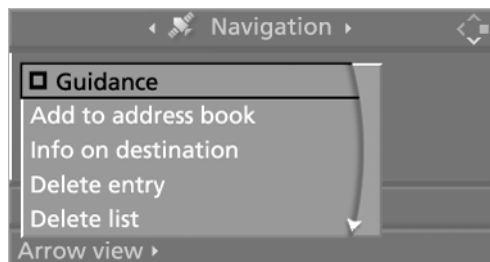 Navigation
Guidance
Add to address book
Info on destination
Delete entry
Delete list
Arrow view